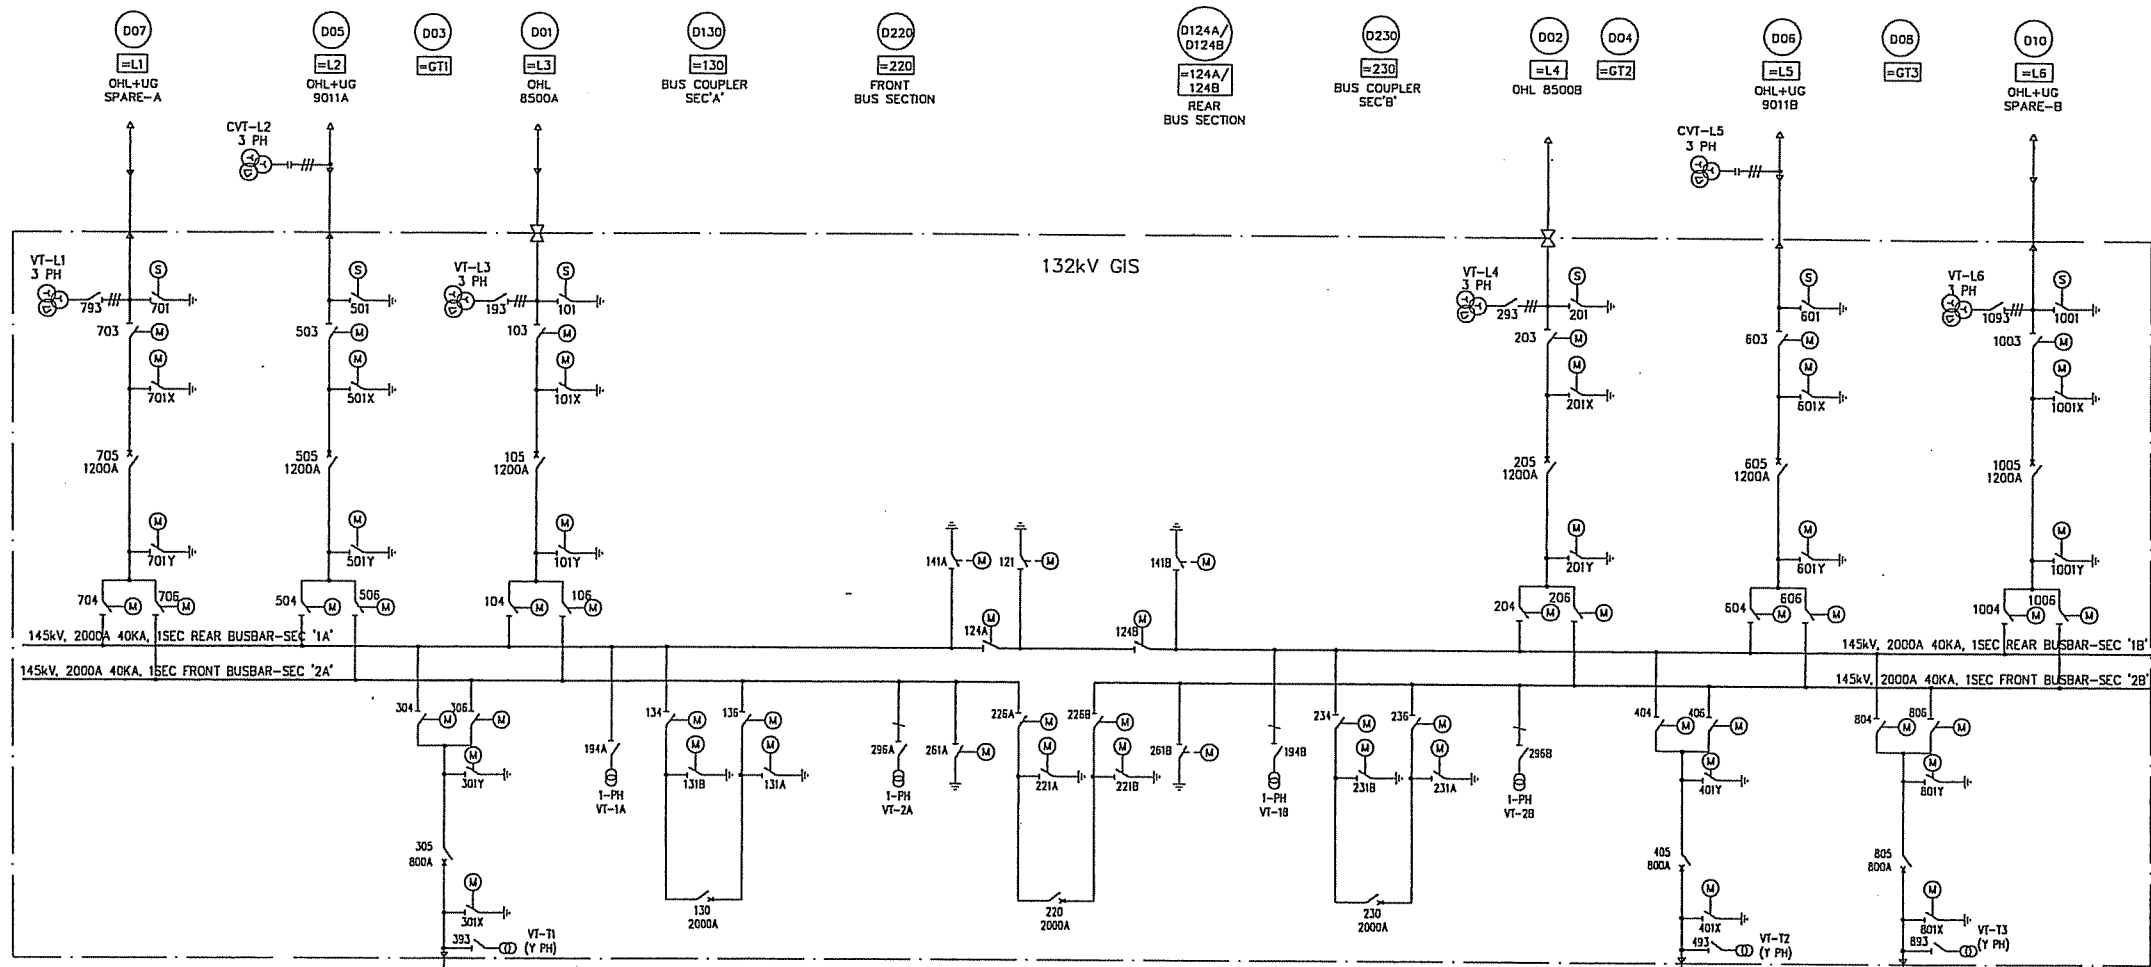 D07
=L1
OHL+UG
SPARE-A
D05
=L2
OHL+UG
9011A
D03
=GT1
D01
=L3
OHL
8500A
D130
=130
BUS COUPLER
SEC'A'
D220
=220
FRONT
BUS SECTION
D124A/
D124B
=124A/
124B
REAR
BUS SECTION
D230
=230
BUS COUPLER
SEC'B'
D02
=L4
OHL 8500B
D04
=GT2
D06
=L5
OHL+UG
9011B
D08
=GT3
D10
=L6
OHL+UG
SPARE-B
CVT-L2
3 PH
CVT-L5
3 PH
132kV GIS
VT-L1
3 PH
793
S
701
703
M
M
701X
705
1200A
M
701Y
704
M
706
M
S
501
503
M
M
501X
505
1200A
M
501Y
504
M
506
M
VT-L3
3 PH
193
S
101
103
M
M
101X
105
1200A
M
101Y
104
M
106
M
141A
M
121
M
141B
M
M
124A
M
124B
VT-L4
3 PH
293
S
201
203
M
M
201X
205
1200A
M
201Y
204
M
206
M
S
601
603
M
M
601X
605
1200A
M
601Y
604
M
606
M
VT-L6
3 PH
1093
S
1001
1003
M
M
1001X
1005
1200A
M
1001Y
1004
M
1006
M
145kV, 2000A 40KA, 1SEC REAR BUSBAR-SEC '1A'
145kV, 2000A 40KA, 1SEC REAR BUSBAR-SEC '1B'
145kV, 2000A 40KA, 1SEC FRONT BUSBAR-SEC '2A'
145kV, 2000A 40KA, 1SEC FRONT BUSBAR-SEC '2B'
304
M
306
M
M
301Y
305
800A
M
301X
393
VT-T1
(Y PH)
194A
1-PH
VT-1A
134
M
136
M
M
131B
M
131A
130
2000A
296A
1-PH
VT-2A
261A
M
226A
M
226B
M
M
221A
M
221B
220
2000A
261B
M
194B
1-PH
VT-1B
234
M
236
M
M
231B
M
231A
230
2000A
296B
1-PH
VT-2B
404
M
406
M
M
401Y
405
800A
M
401X
493
VT-T2
(Y PH)
804
M
806
M
M
801Y
805
800A
M
801X
893
VT-T3
(Y PH)